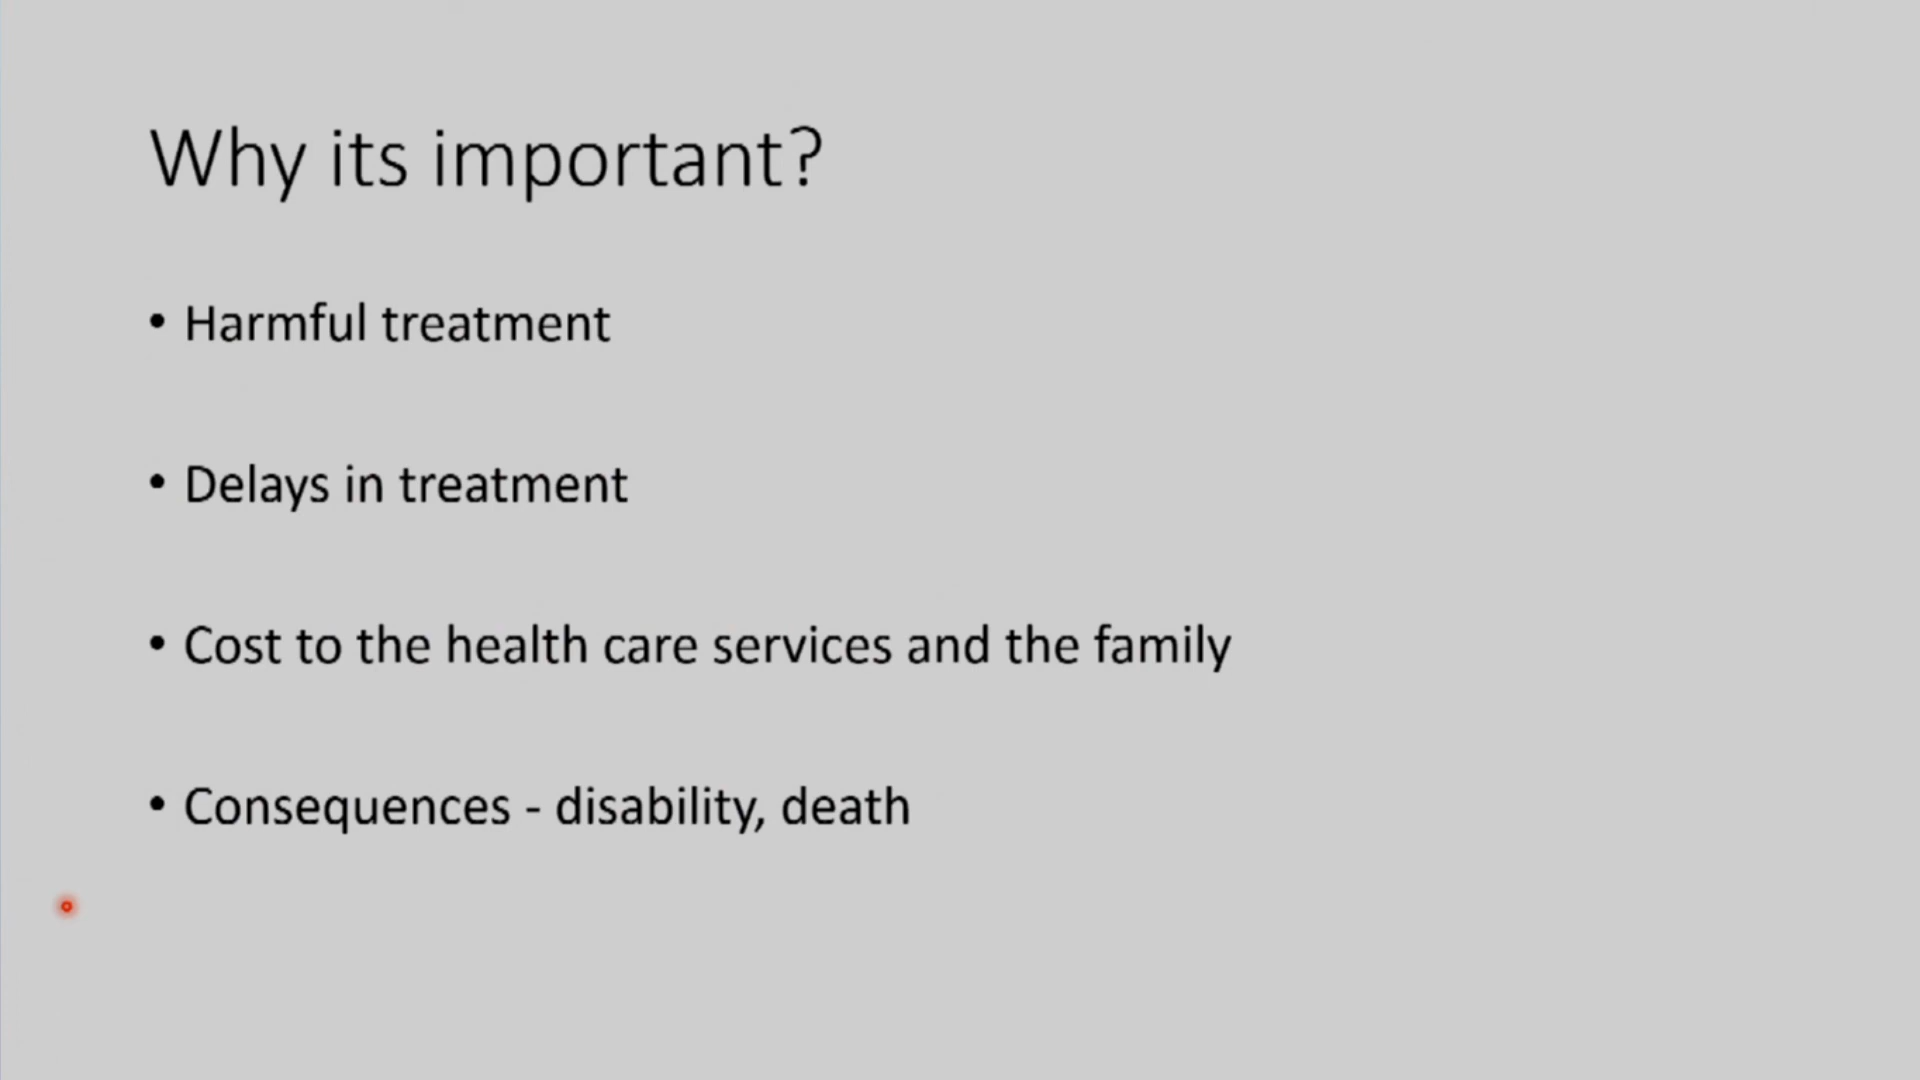 Why its important?
• Harmful treatment
• Delays in treatment
• Cost to the health care services and the family
• Consequences - disability, death